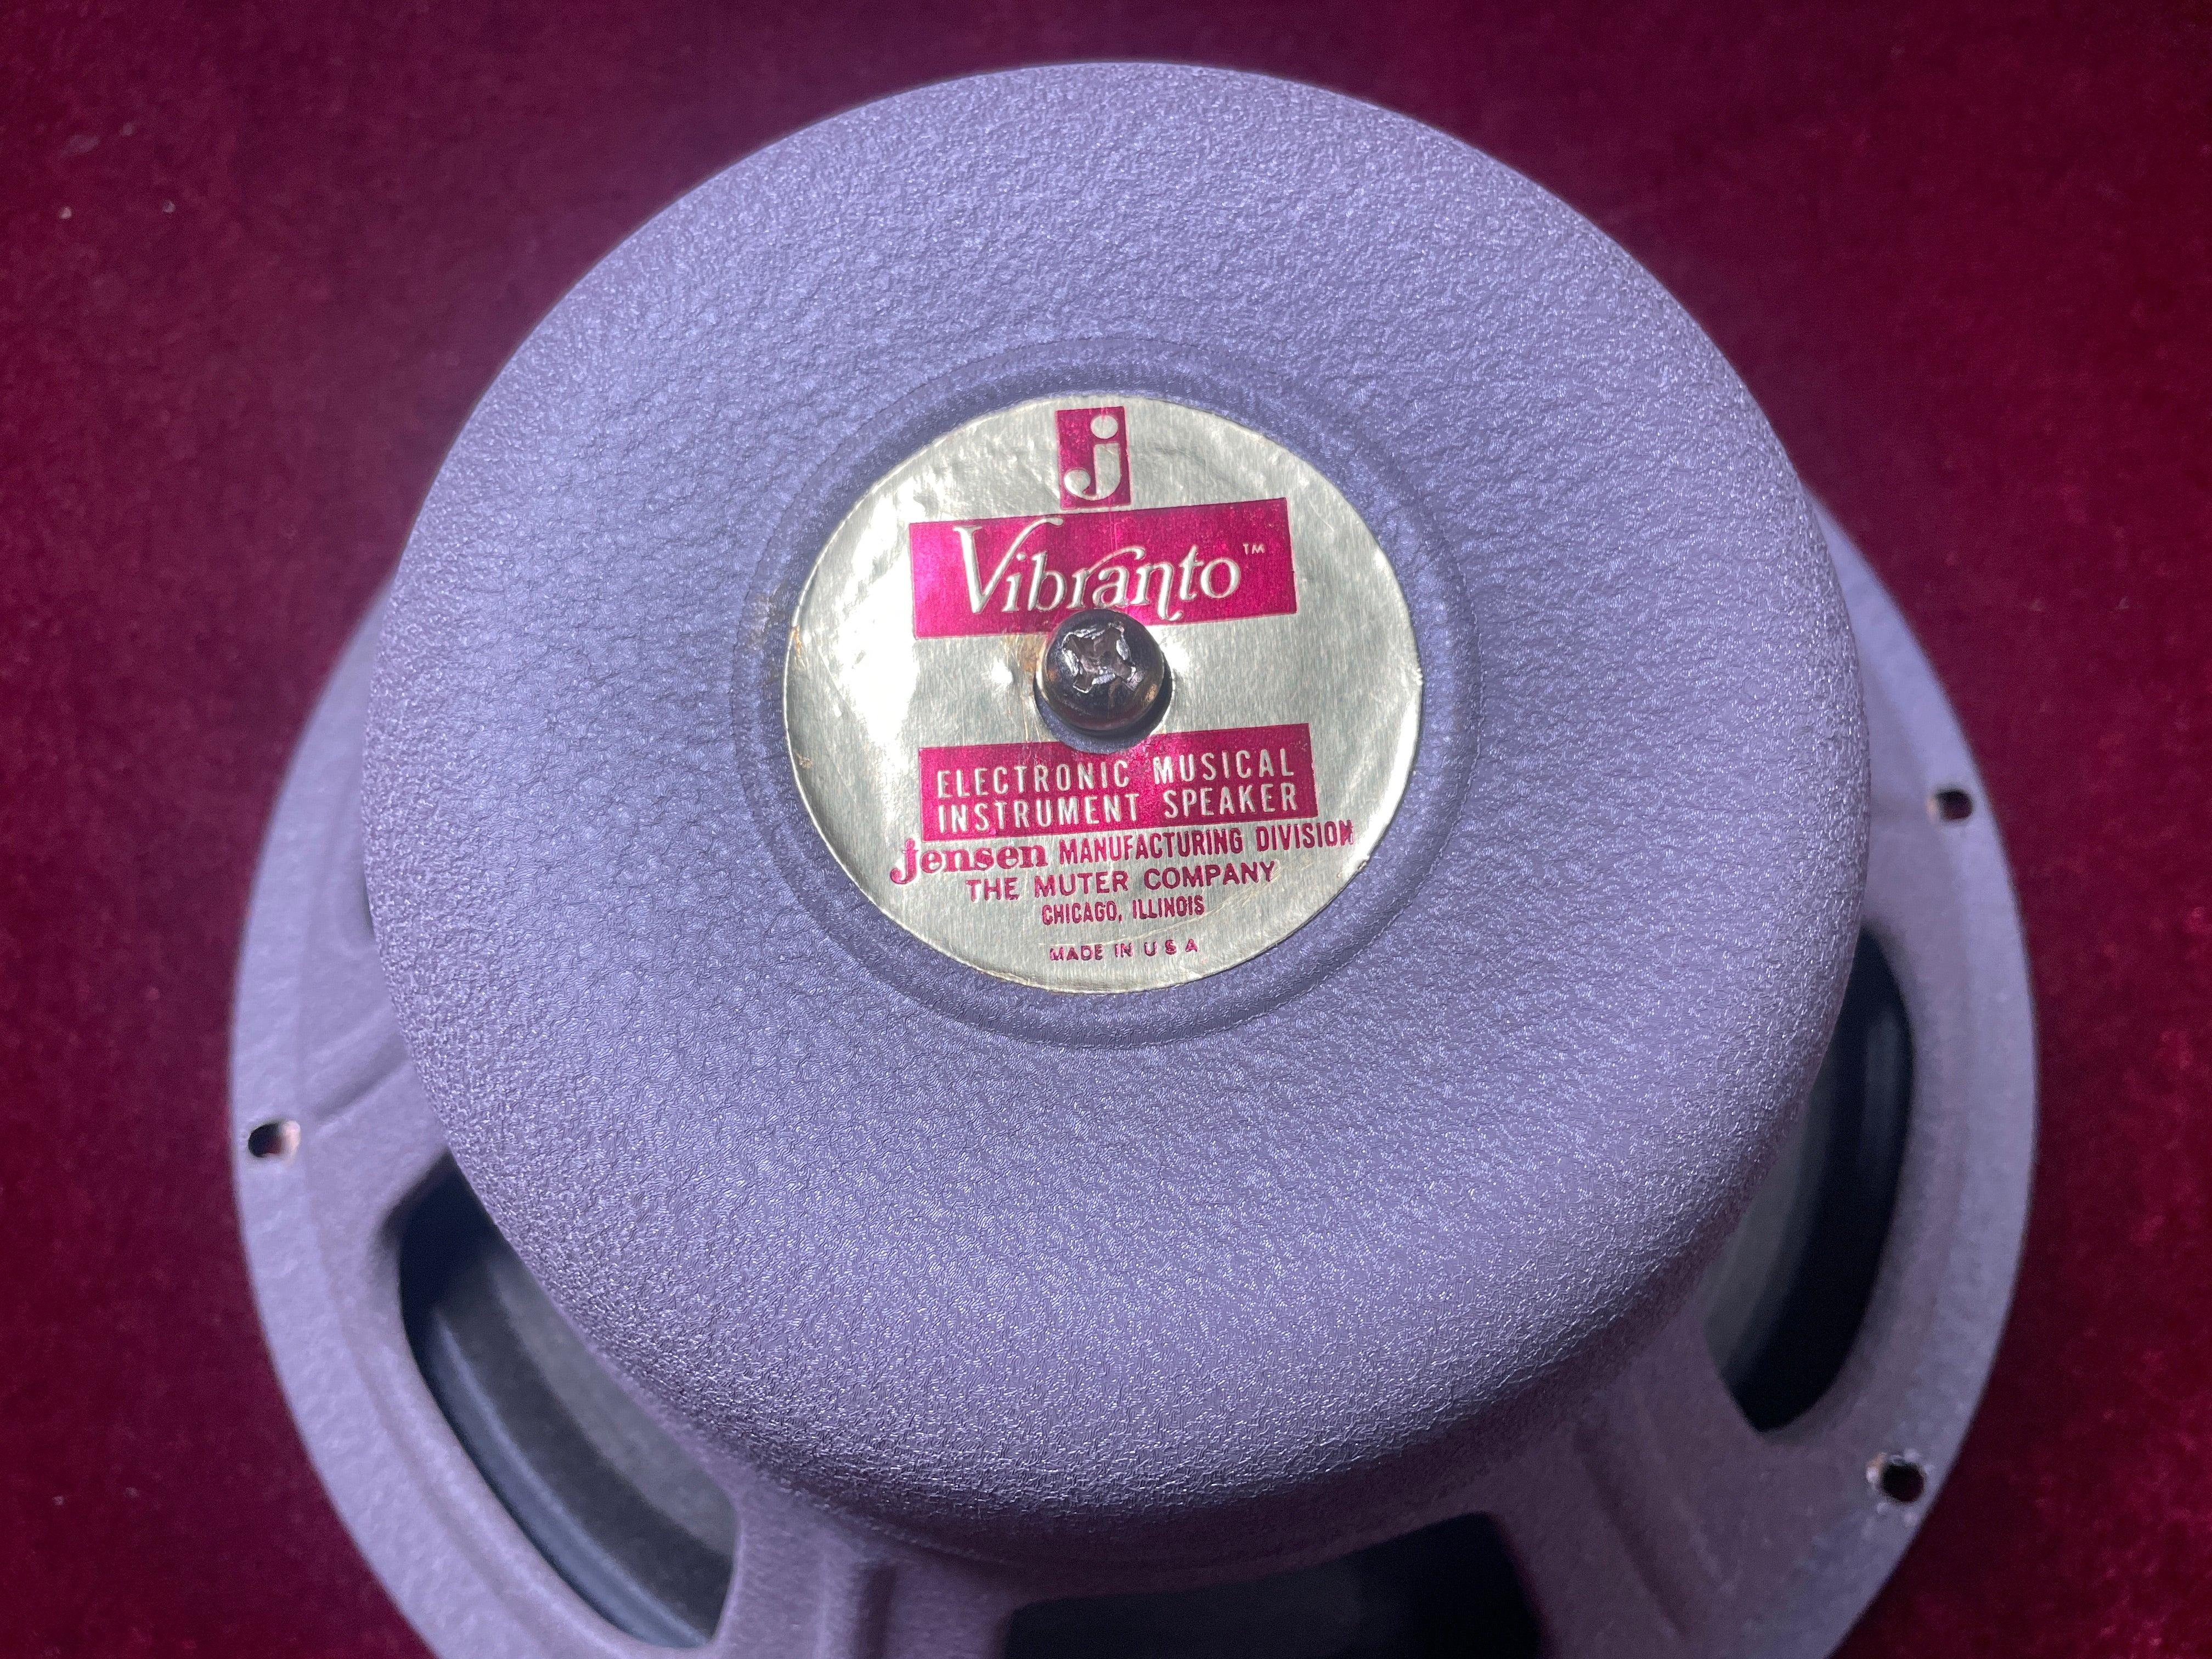 j
Vibranto™
ELECTRONIC MUSICAL
INSTRUMENT SPEAKER
jensen MANUFACTURING DIVISION
THE MUTER COMPANY
CHICAGO, ILLINOIS
MADE IN U S A